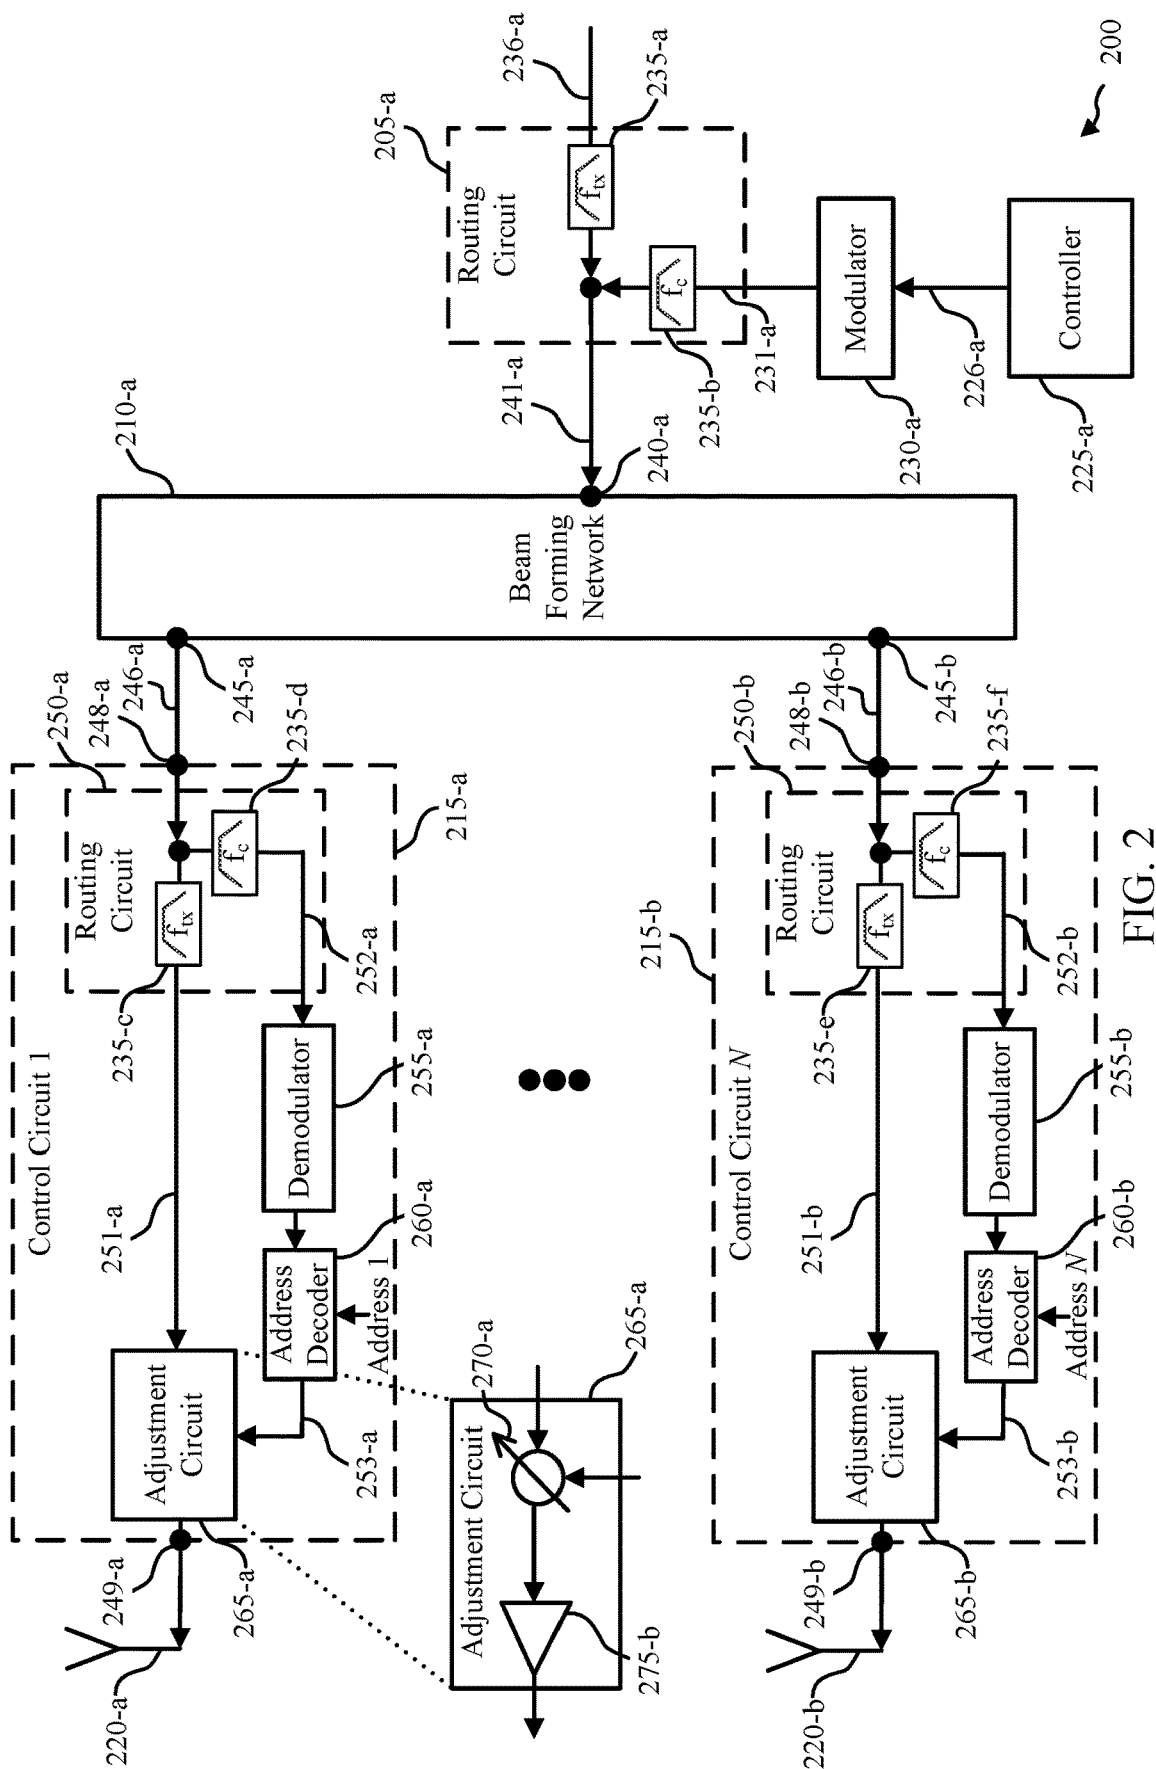 220-a
249-a
265-a
Control Circuit 1
Adjustment
Circuit
251-a
253-a
Address
Decoder
Address 1
260-a
Demodulator
255-a
235-c
Routing
Circuit
f_tx
f_c
252-a
250-a
248-a
246-a
245-a
235-d
215-a
210-a
Beam
Forming
Network
240-a
241-a
205-a
Routing
Circuit
f_tx
f_c
235-a
236-a
235-b
231-a
Modulator
230-a
226-a
Controller
225-a
200
Adjustment Circuit
270-a
265-a
275-b
220-b
249-b
265-b
Control Circuit N
215-b
Adjustment
Circuit
251-b
253-b
Address
Decoder
Address N
260-b
Demodulator
255-b
235-e
Routing
Circuit
f_tx
f_c
252-b
250-b
248-b
246-b
245-b
235-f
FIG. 2